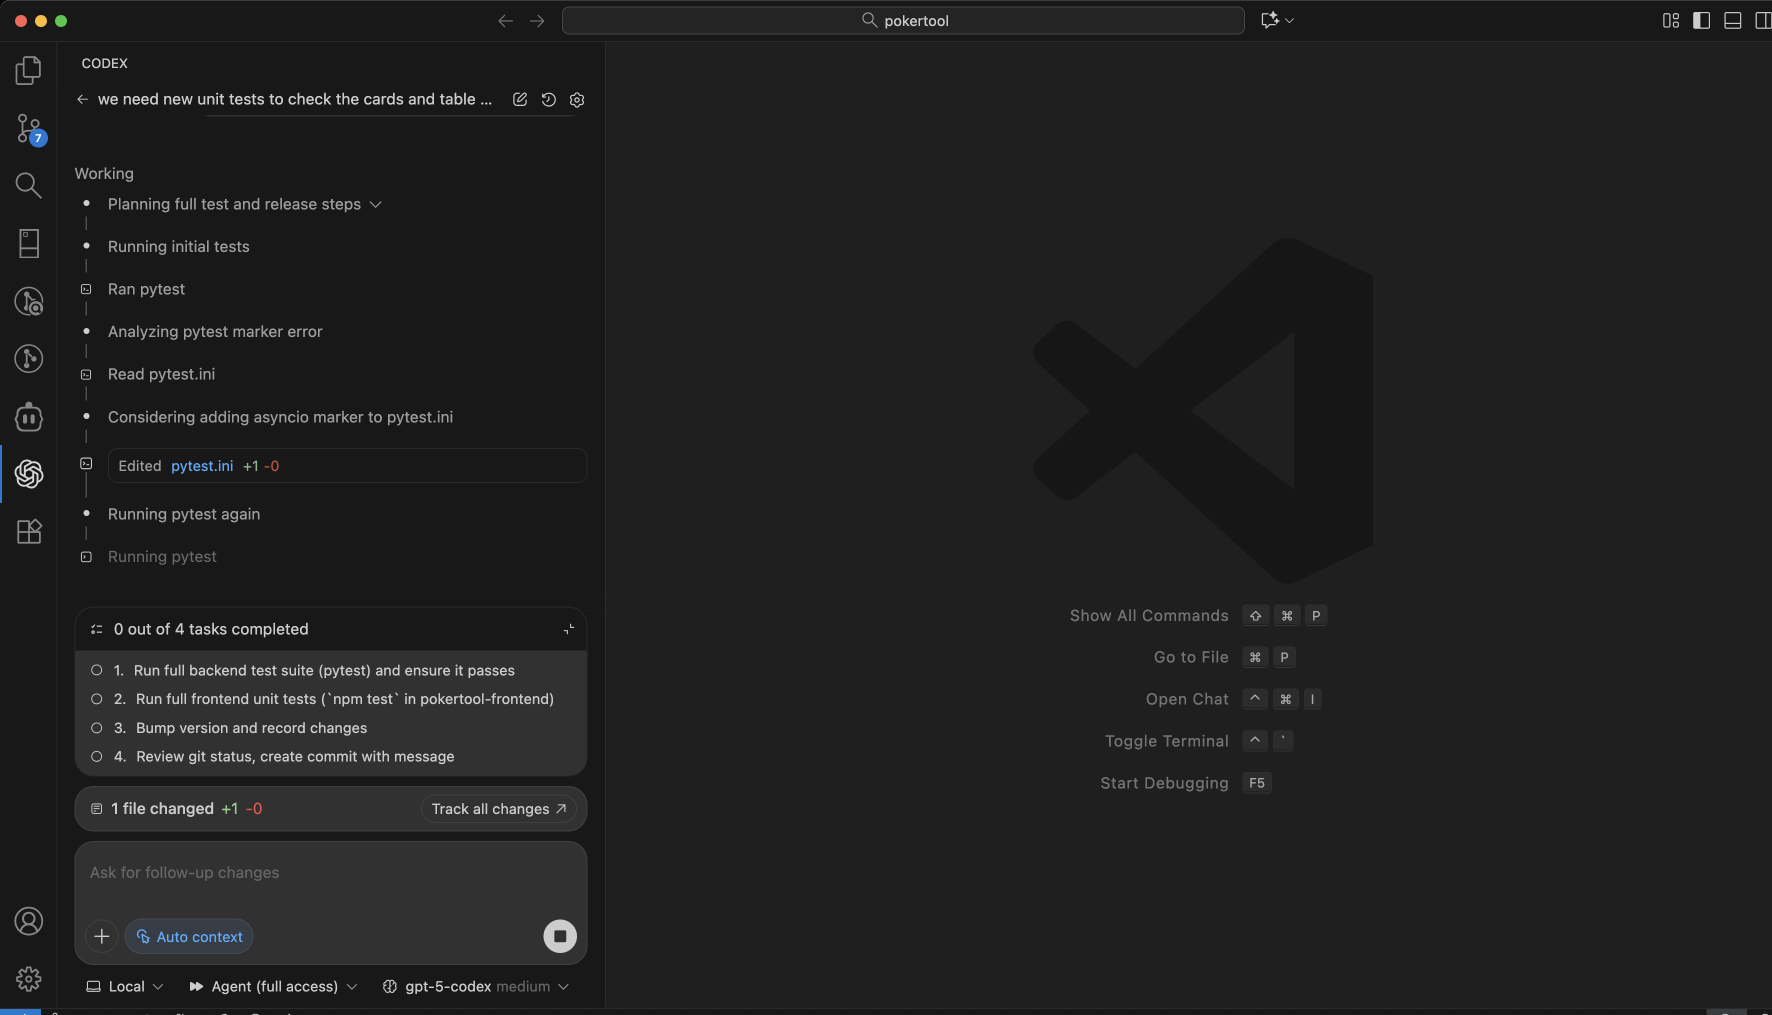 pokertool
CODEX
we need new unit tests to check the cards and table ...
7
Working
Planning full test and release steps
Running initial tests
Ran pytest
Analyzing pytest marker error
Read pytest.ini
Considering adding asyncio marker to pytest.ini
Edited pytest.ini +1 -0
Running pytest again
Running pytest
0 out of 4 tasks completed
1. Run full backend test suite (pytest) and ensure it passes
2. Run full frontend unit tests (`npm test` in pokertool-frontend)
3. Bump version and record changes
4. Review git status, create commit with message
1 file changed +1 -0
Track all changes
Ask for follow-up changes
Auto context
Local
Agent (full access)
gpt-5-codex medium
Show All Commands ⇧ ⌘ P
Go to File ⌘ P
Open Chat ^ ⌘ I
Toggle Terminal ^ `
Start Debugging F5